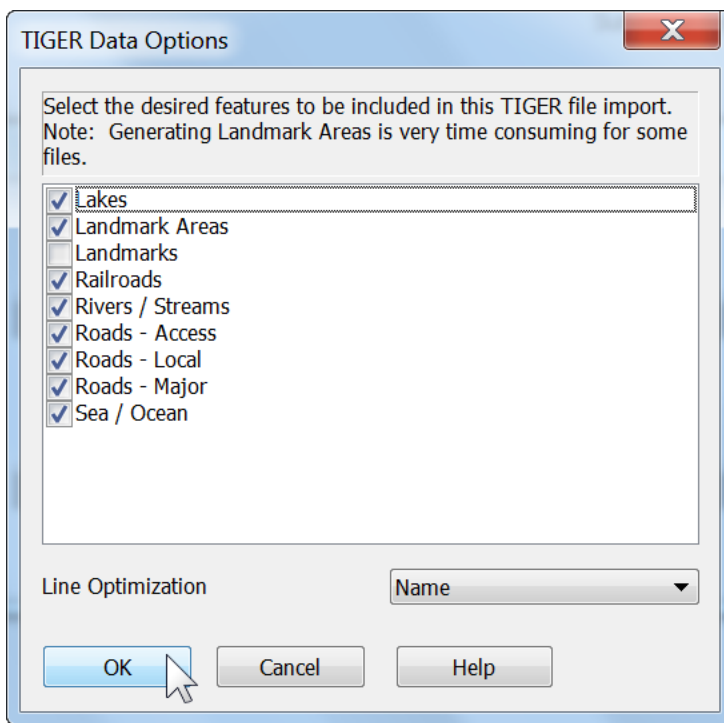 TIGER Data Options
Select the desired features to be included in this TIGER file import.
Note: Generating Landmark Areas is very time consuming for some
files.
Lakes
Landmark Areas
Landmarks
Railroads
Rivers / Streams
Roads - Access
Roads - Local
Roads - Major
Sea / Ocean
Line Optimization
Name
OK
Cancel
Help